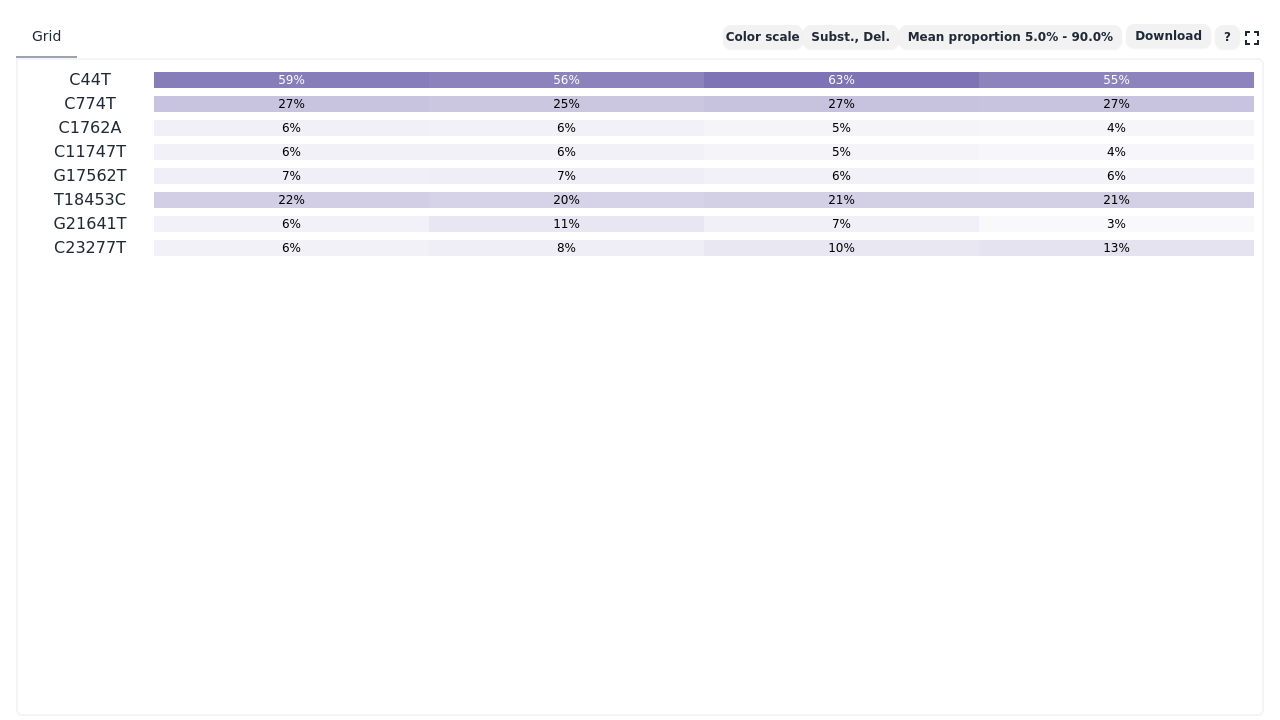 Grid Color scale Subst., Del. Mean proportion 5.0% - 90.0% Download ?
C44T 59% 56% 63% 55%
C774T 27% 25% 27% 27%
C1762A 6% 6% 5% 4%
C11747T 6% 6% 5% 4%
G17562T 7% 7% 6% 6%
T18453C 22% 20% 21% 21%
G21641T 6% 11% 7% 3%
C23277T 6% 8% 10% 13%